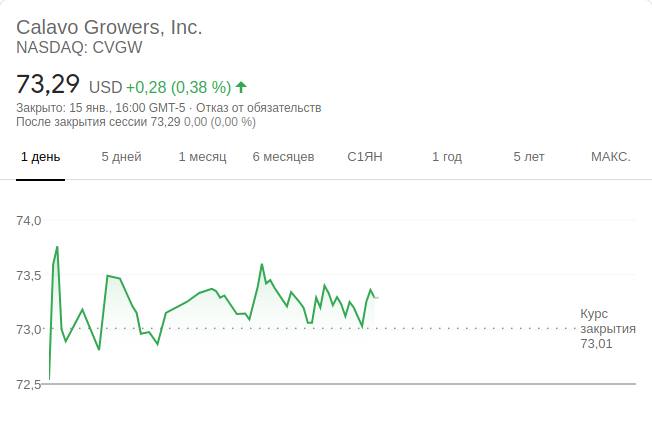 Calavo Growers, Inc.
NASDAQ: CVGW
73,29 USD +0,28 (0,38 %)
Закрыто: 15 янв., 16:00 GMT-5 · Отказ от обязательств
После закрытия сессии 73,29 0,00 (0,00 %)
1 день 5 дней 1 месяц 6 месяцев С1ЯН 1 год 5 лет МАКС.
74,0
73,5
73,0
72,5
Курс
закрытия
73,01